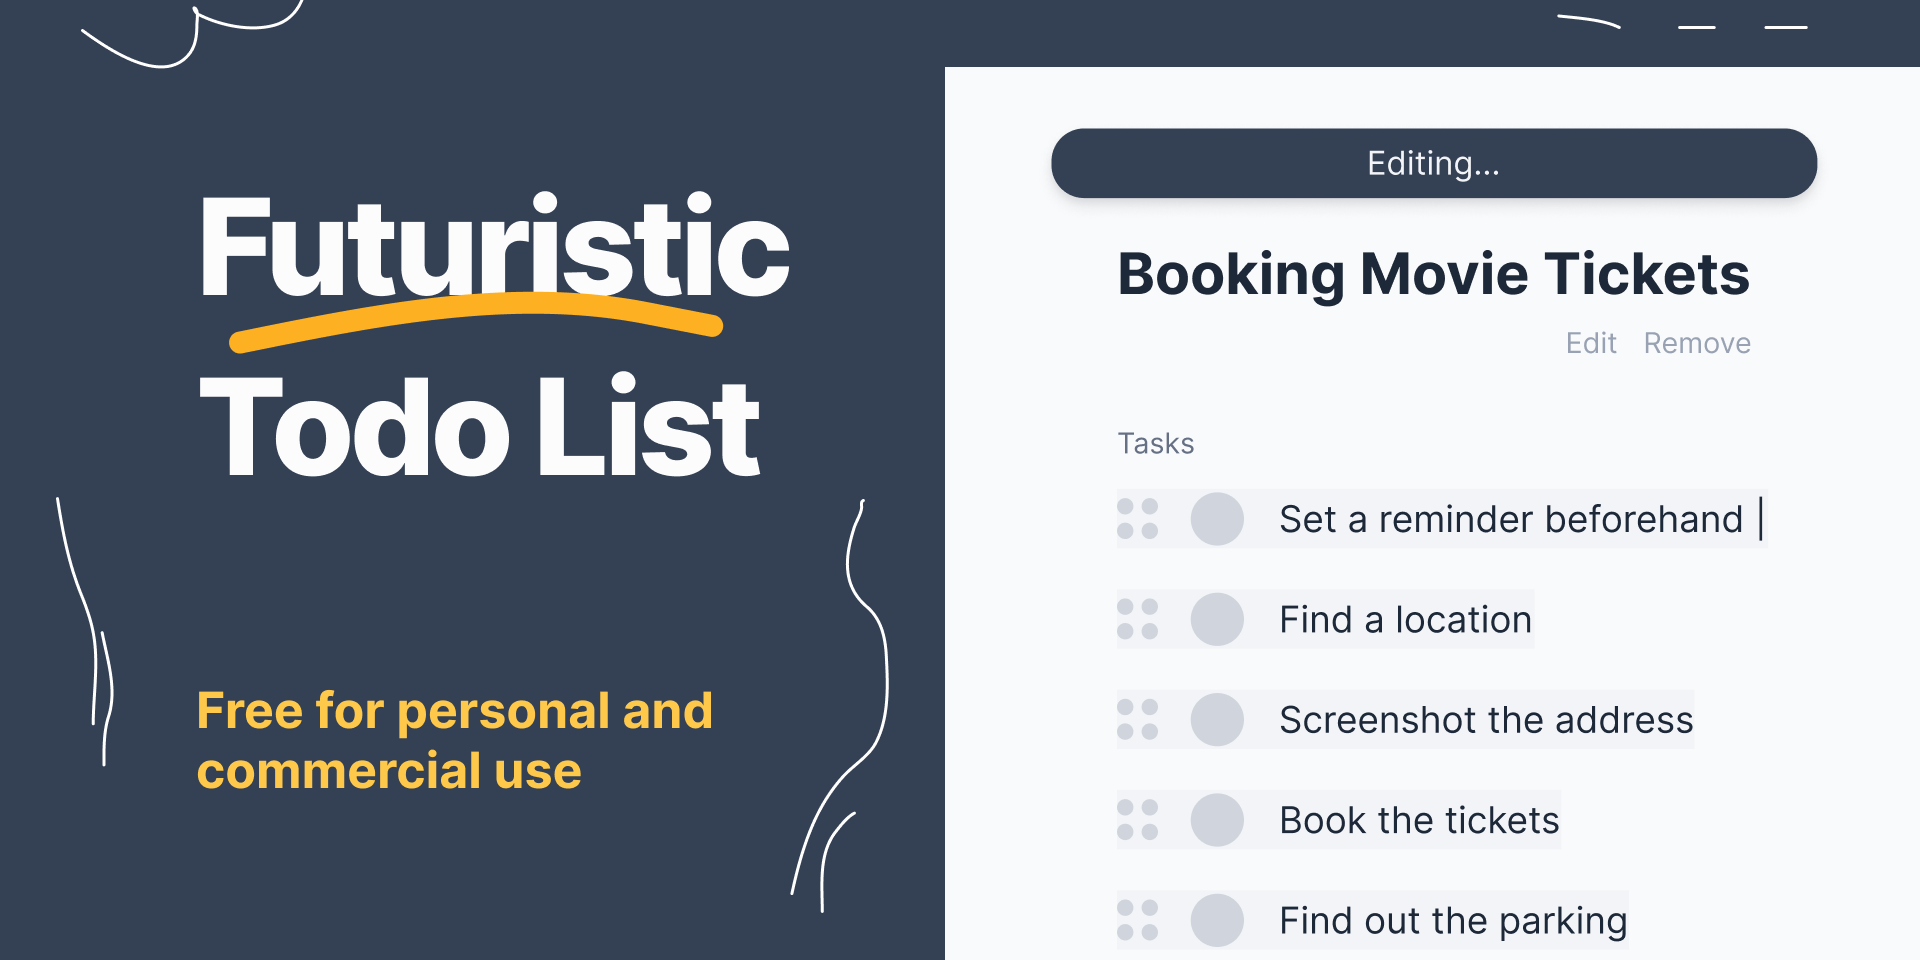 Futuristic
Todo List
Free for personal and
commercial use
Editing...
Booking Movie Tickets
Edit Remove
Tasks
Set a reminder beforehand |
Find a location
Screenshot the address
Book the tickets
Find out the parking